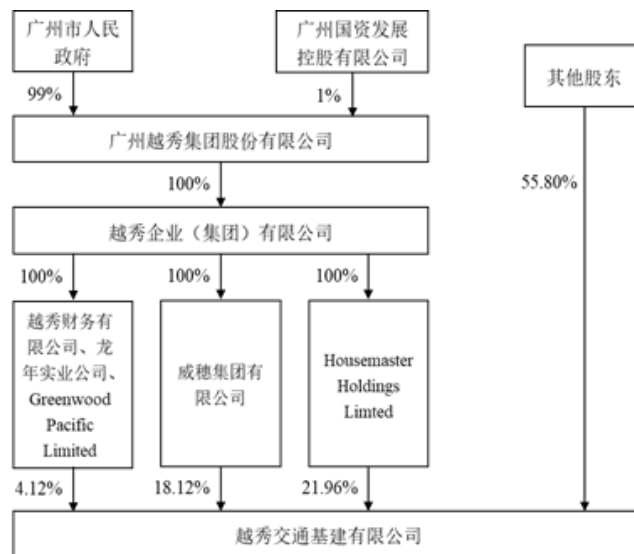 广州市人民
政府
广州国资发展
控股有限公司
其他股东
99%
1%
广州越秀集团股份有限公司
100%
55.80%
越秀企业（集团）有限公司
100%
100%
100%
越秀财务有
限公司、龙
年实业公司、
Greenwood
Pacific
Limited
威穗集团有
限公司
Housemaster
Holdings
Limted
4.12%
18.12%
21.96%
越秀交通基建有限公司